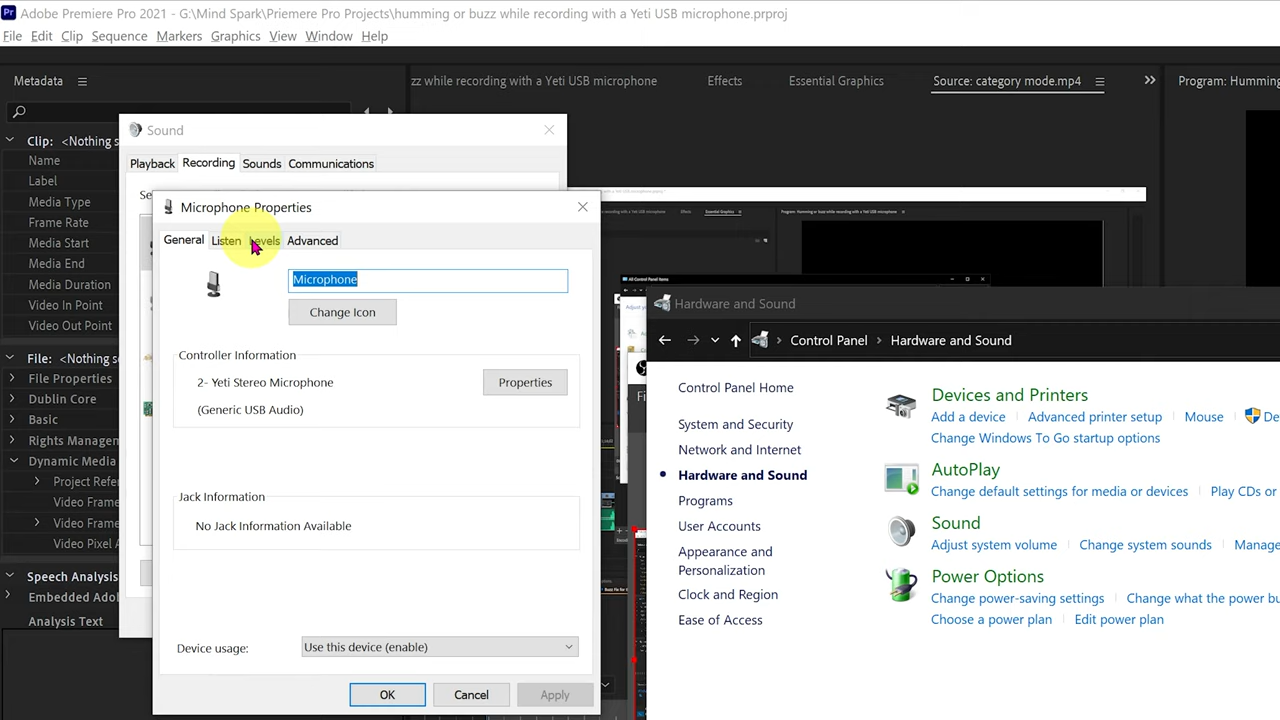 Adobe Premiere Pro 2021 - G:\Mind Spark\Priemere Pro Projects\humming or buzz while recording with a Yeti USB microphone.prproj
File Edit Clip Sequence Markers Graphics View Window Help
Metadata
zz while recording with a Yeti USB microphone Effects Essential Graphics Source: category mode.mp4 Program: Humming
Clip: <Nothing s
Name
Label
Media Type
Frame Rate
Media Start
Media End
Media Duration
Video In Point
Video Out Point
File: <Nothing s
File Properties
Dublin Core
Basic
Rights Managem
Dynamic Media
Project Refer
Video Frame
Video Frame
Video Pixel A
Speech Analysis
Embedded Adol
Analysis Text
Sound
Playback Recording Sounds Communications
Se
Microphone Properties
General Listen Levels Advanced
Microphone
Change Icon
Controller Information
2- Yeti Stereo Microphone
Properties
(Generic USB Audio)
Jack Information
No Jack Information Available
Device usage: Use this device (enable)
OK Cancel Apply
All Control Panel Items
Hardware and Sound
Control Panel Hardware and Sound
Control Panel Home
System and Security
Network and Internet
Hardware and Sound
Programs
User Accounts
Appearance and
Personalization
Clock and Region
Ease of Access
Devices and Printers
Add a device Advanced printer setup Mouse De
Change Windows To Go startup options
AutoPlay
Change default settings for media or devices Play CDs or
Sound
Adjust system volume Change system sounds Manage
Power Options
Change power-saving settings Change what the power bu
Choose a power plan Edit power plan